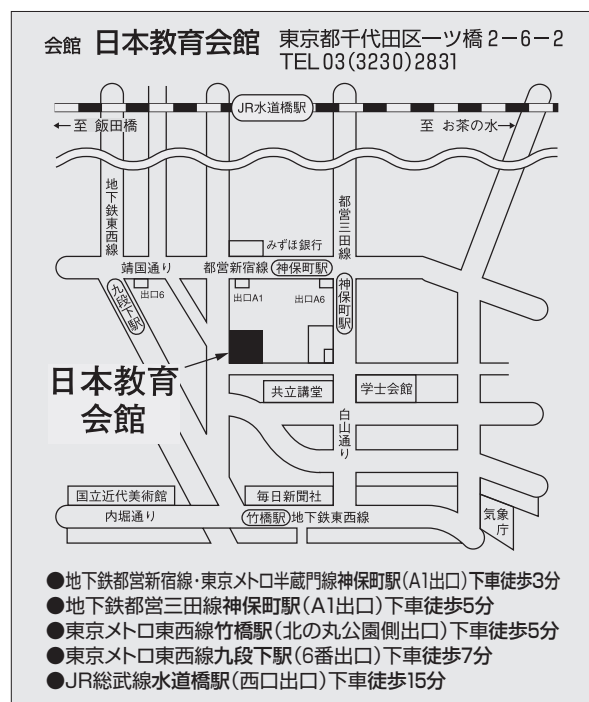 会館 日本教育会館 東京都千代田区一ツ橋2-6-2
TEL 03(3230)2831
JR水道橋駅
←至 飯田橋
至 お茶の水→
地下鉄東西線
都営三田線
みずほ銀行
靖国通り
都営新宿線
神保町駅
九段下駅
出口6
出口A1
出口A6
神保町駅
日本教育
会館
共立講堂
学士会館
白山通り
国立近代美術館
毎日新聞社
内堀通り
竹橋駅
地下鉄東西線
気象庁
●地下鉄都営新宿線・東京メトロ半蔵門線神保町駅(A1出口)下車徒歩3分
●地下鉄都営三田線神保町駅(A1出口)下車徒歩5分
●東京メトロ東西線竹橋駅(北の丸公園側出口)下車徒歩5分
●東京メトロ東西線九段下駅(6番出口)下車徒歩7分
●JR総武線水道橋駅(西口出口)下車徒歩15分